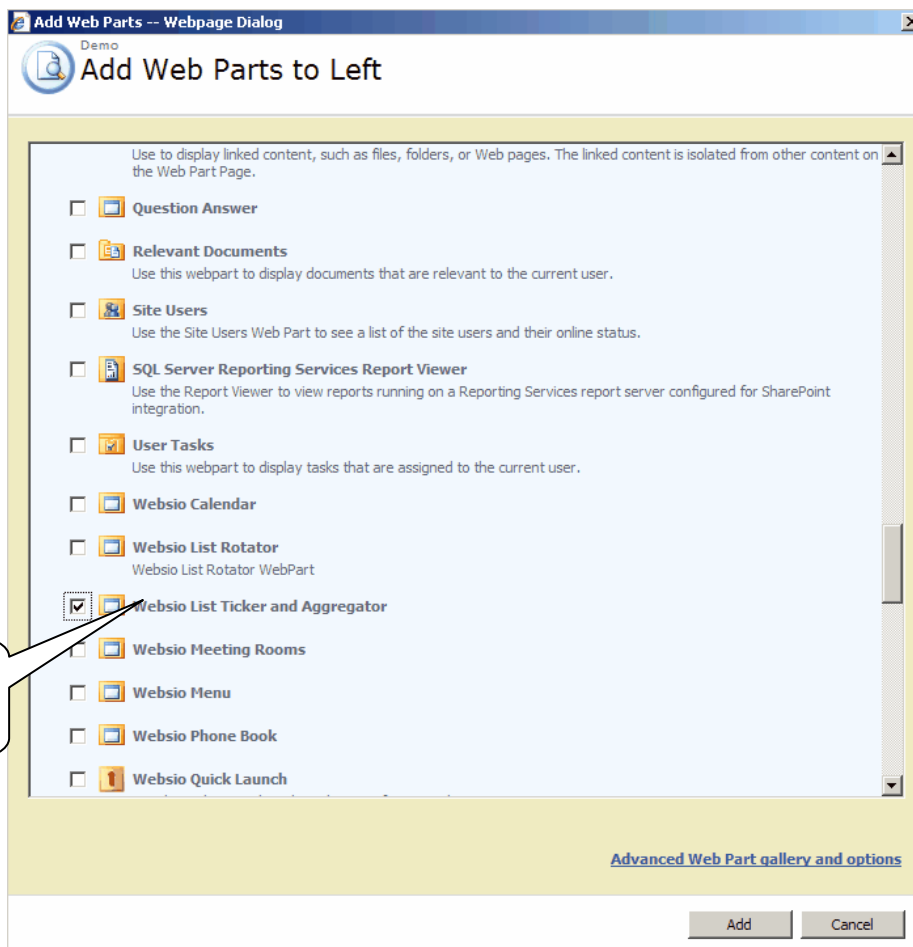 Add Web Parts -- Webpage Dialog
Demo
Add Web Parts to Left
Use to display linked content, such as files, folders, or Web pages. The linked content is isolated from other content on
the Web Part Page.
Question Answer
Relevant Documents
Use this webpart to display documents that are relevant to the current user.
Site Users
Use the Site Users Web Part to see a list of the site users and their online status.
SQL Server Reporting Services Report Viewer
Use the Report Viewer to view reports running on a Reporting Services report server configured for SharePoint
integration.
User Tasks
Use this webpart to display tasks that are assigned to the current user.
Websio Calendar
Websio List Rotator
Websio List Rotator WebPart
Websio List Ticker and Aggregator
Websio Meeting Rooms
Websio Menu
Websio Phone Book
Websio Quick Launch
Advanced Web Part gallery and options
Add
Cancel